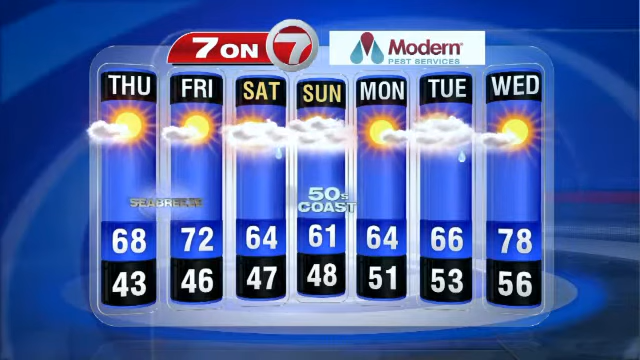 7 ON 7
Modern
PEST SERVICES
THU FRI SAT SUN MON TUE WED
SEABREEZE
50s
COAST
68 72 64 61 64 66 78
43 46 47 48 51 53 56